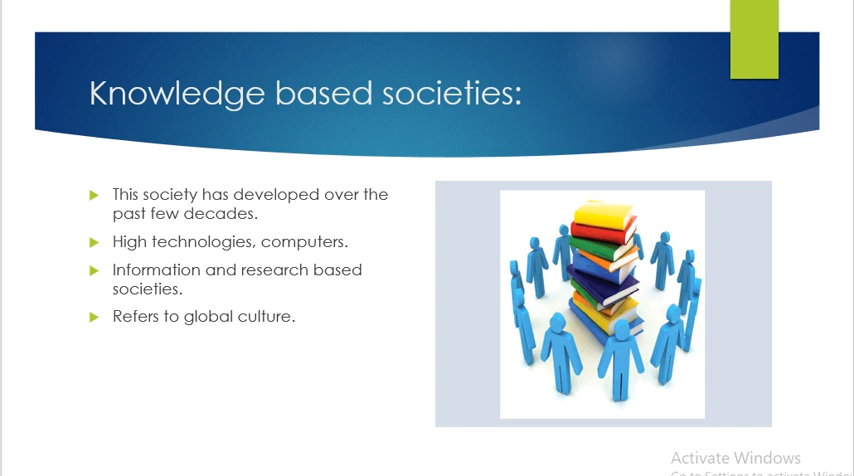 Knowledge based societies:
This society has developed over the
past few decades.
High technologies, computers.
Information and research based
societies.
Refers to global culture.
Activate Windows
Go to Settings to activate Windows